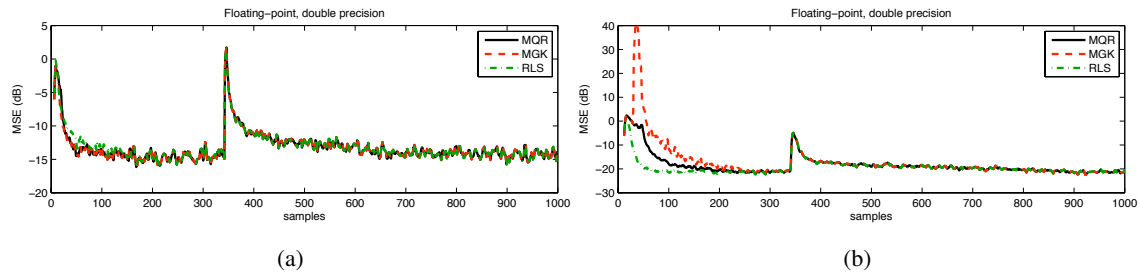 Floating−point, double precision
5
0
−5
−10
−15
−20
MSE (dB)
0 100 200 300 400 500 600 700 800 900 1000
samples
MQR
MGK
RLS
(a)
Floating−point, double precision
40
30
20
10
0
−10
−20
−30
MSE (dB)
0 100 200 300 400 500 600 700 800 900 1000
samples
MQR
MGK
RLS
(b)